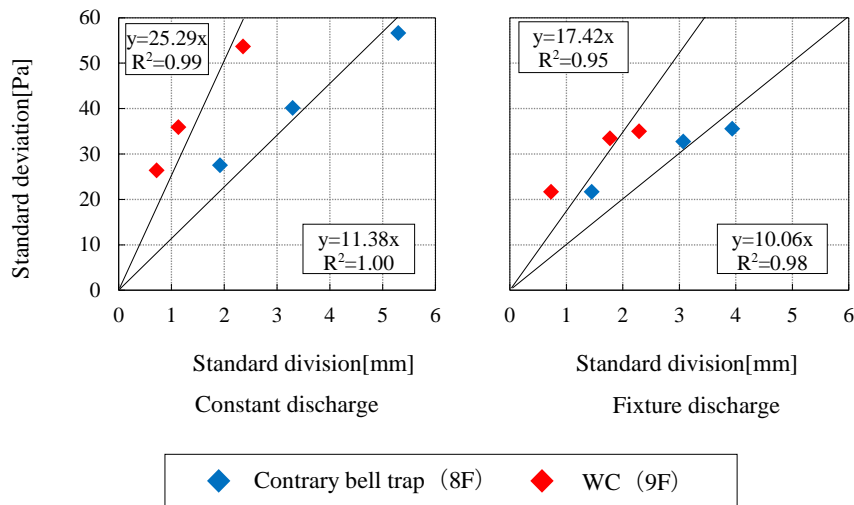 Standard deviation[Pa]
60
50
40
30
20
10
0
y=25.29x
R²=0.99
y=11.38x
R²=1.00
0 1 2 3 4 5 6
Standard division[mm]
Constant discharge
y=17.42x
R²=0.95
y=10.06x
R²=0.98
0 1 2 3 4 5 6
Standard division[mm]
Fixture discharge
Contrary bell trap（8F） WC（9F）